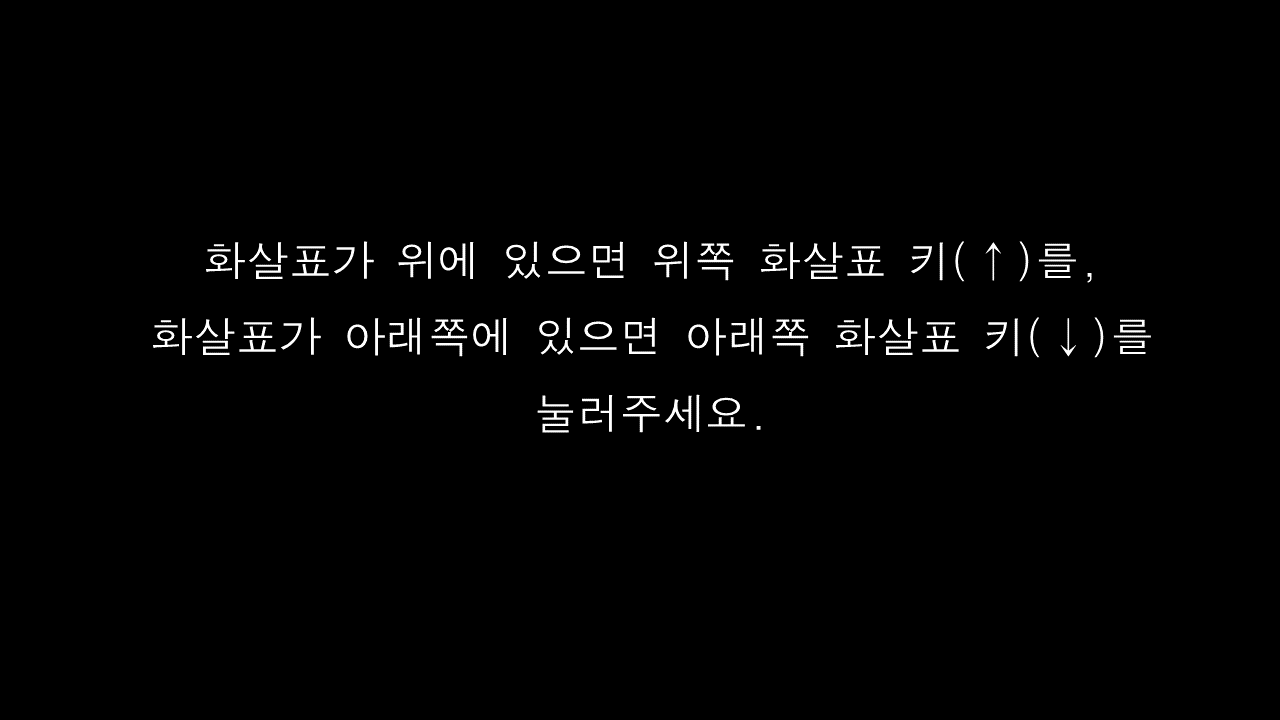 화살표가 위에 있으면 위쪽 화살표 키(↑)를,
화살표가 아래쪽에 있으면 아래쪽 화살표 키(↓)를
눌러주세요.